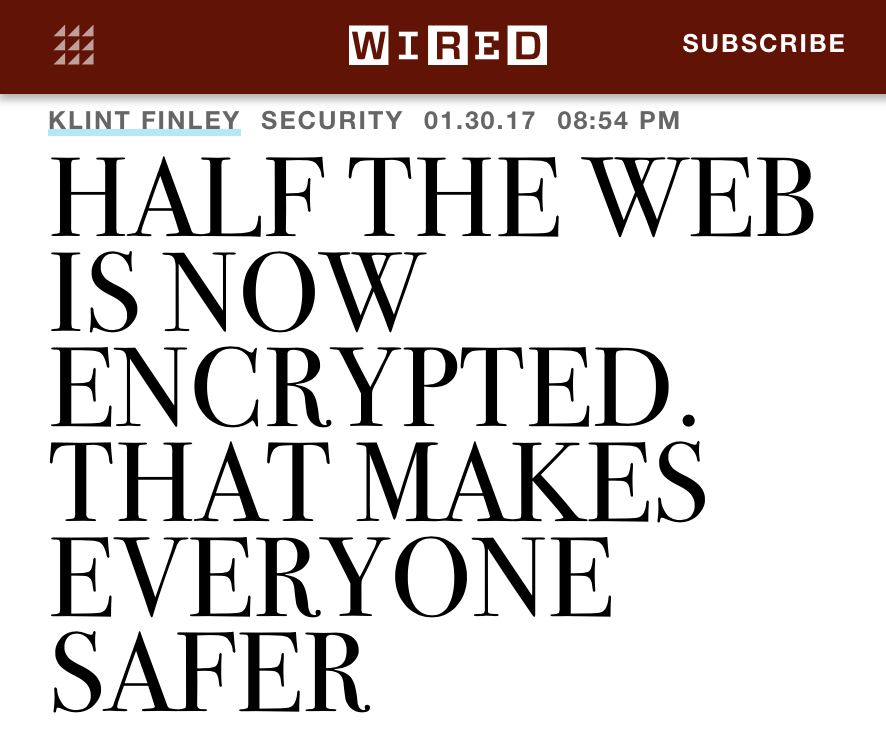 WIRED
SUBSCRIBE
KLINT FINLEY SECURITY 01.30.17 08:54 PM
HALF THE WEB
IS NOW
ENCRYPTED.
THAT MAKES
EVERYONE
SAFER